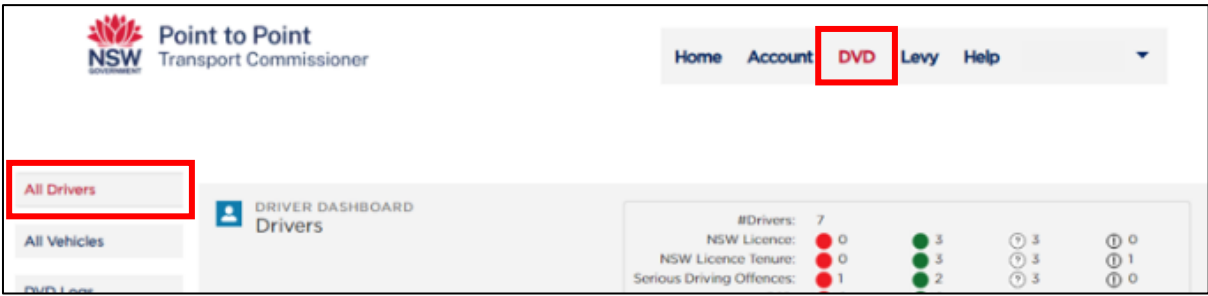 Point to Point
Transport Commissioner
NSW
GOVERNMENT
Home Account DVD Levy Help
All Drivers
All Vehicles
DVD Logs
DRIVER DASHBOARD
Drivers
#Drivers: 7
NSW Licence: 0 3 ? 3 ! 0
NSW Licence Tenure: 0 3 ? 3 ! 1
Serious Driving Offences: 1 2 ? 3 ! 0